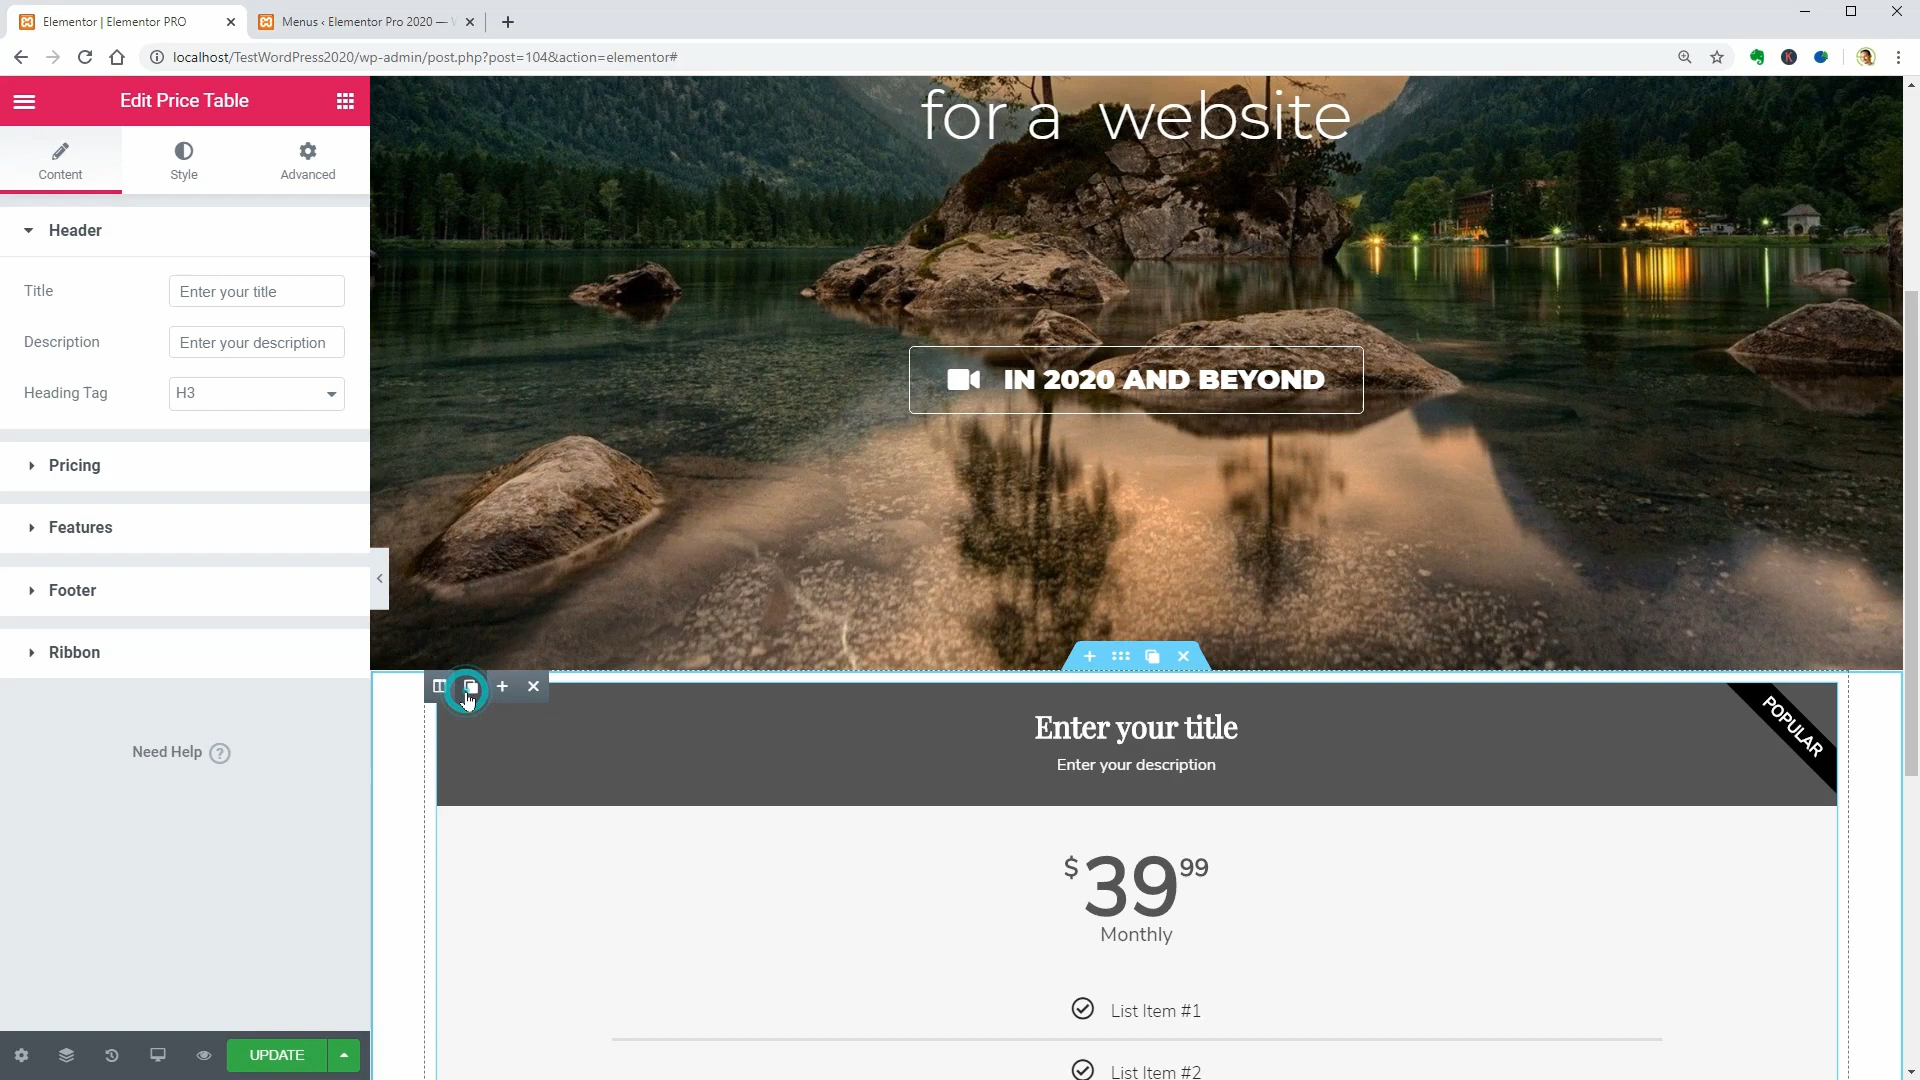 Elementor | Elementor PRO
Menus ‹ Elementor Pro 2020 —
localhost/TestWordPress2020/wp-admin/post.php?post=104&action=elementor#
K
Edit Price Table
Content
Style
Advanced
Header
Title
Enter your title
Description
Enter your description
Heading Tag
H3
Pricing
Features
Footer
Ribbon
Need Help ?
UPDATE
for a website
IN 2020 AND BEYOND
Enter your title
Enter your description
POPULAR
$ 39 99
Monthly
List Item #1
List Item #2